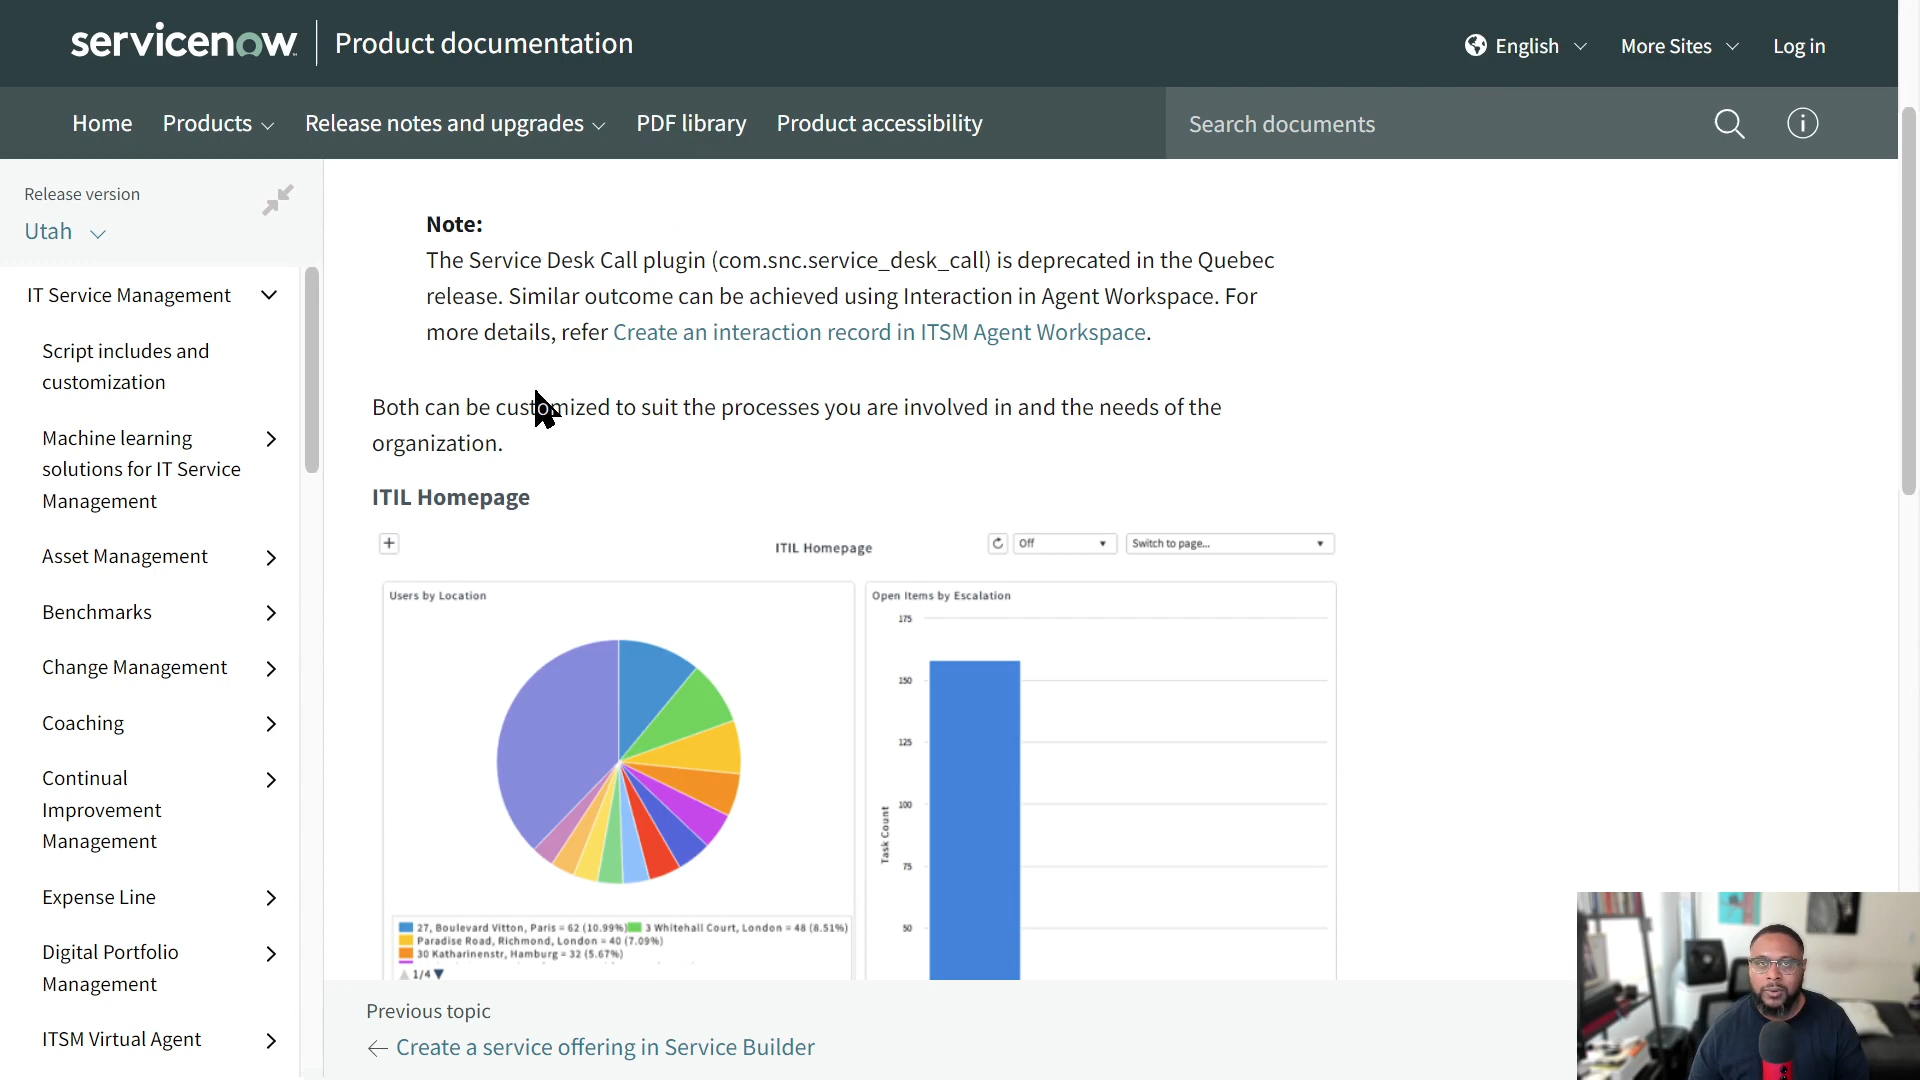 servicenow
Product documentation
English
More Sites
Log in
Home
Products
Release notes and upgrades
PDF library
Product accessibility
Search documents
Release version
Utah
IT Service Management
Script includes and
customization
Machine learning
solutions for IT Service
Management
Asset Management
Benchmarks
Change Management
Coaching
Continual
Improvement
Management
Expense Line
Digital Portfolio
Management
ITSM Virtual Agent
Note:
The Service Desk Call plugin (com.snc.service_desk_call) is deprecated in the Quebec
release. Similar outcome can be achieved using Interaction in Agent Workspace. For
more details, refer Create an interaction record in ITSM Agent Workspace.
Both can be customized to suit the processes you are involved in and the needs of the
organization.
ITIL Homepage
ITIL Homepage
Off
Switch to page...
Users by Location
27, Boulevard Vitton, Paris = 62 (10.99%)
3 Whitehall Court, London = 48 (8.51%)
Paradise Road, Richmond, London = 40 (7.09%)
30 Katharinenstr, Hamburg = 32 (5.67%)
1/4
Open Items by Escalation
175
150
125
100
75
50
Task Count
Previous topic
Create a service offering in Service Builder